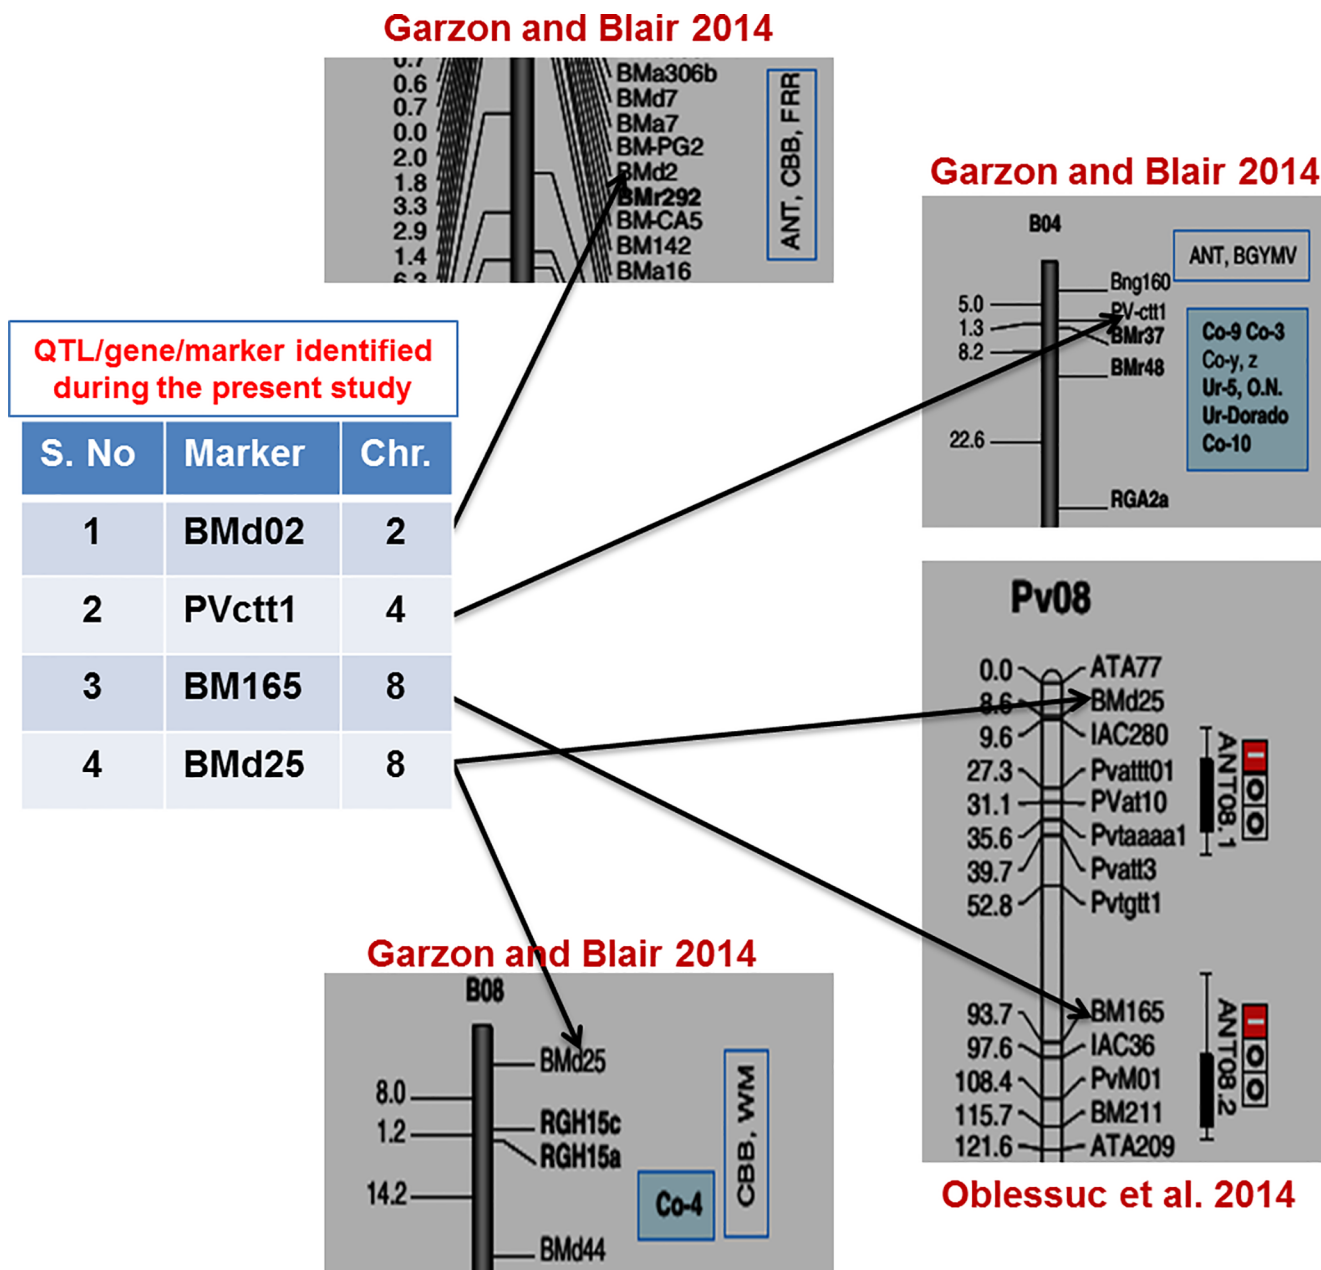 Garzon and Blair 2014
0.7
0.6
0.7
0.0
2.0
1.8
3.3
2.9
1.4
6.3
BMa306b
BMd7
BMa7
BM-PG2
BMd2
BMr292
BM-CA5
BM142
BMa16
ANT, CBB, FRR
Garzon and Blair 2014
B04
ANT, BGYMV
5.0
1.3
8.2
22.6
Bng160
PV-ctt1
BMr37
BMr48
RGA2a
Co-9 Co-3
Co-y, z
Ur-5, O.N.
Ur-Dorado
Co-10
QTL/gene/marker identified
during the present study
S. No Marker Chr.
1 BMd02 2
2 PVctt1 4
3 BM165 8
4 BMd25 8
Pv08
0.0 ATA77
8.6 BMd25
9.6 IAC280
27.3 Pvattt01
31.1 PVat10
35.6 Pvtaaaa1
39.7 Pvatt3
52.8 Pvtgtt1
93.7 BM165
97.6 IAC36
108.4 PvM01
115.7 BM211
121.6 ATA209
ANT08.1
I O O
ANT08.2
I O O
Oblessuc et al. 2014
Garzon and Blair 2014
B08
8.0
1.2
14.2
BMd25
RGH15c
RGH15a
BMd44
Co-4
CBB, WM